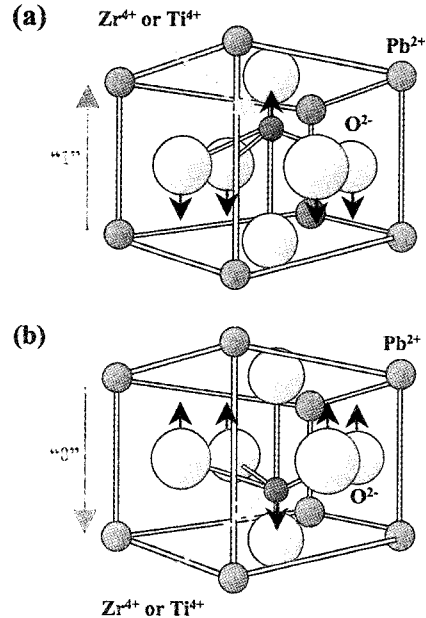 (a)
Zr⁴⁺ or Ti⁴⁺
Pb²⁺
O²⁻
“1”
(b)
Pb²⁺
“0”
O²⁻
Zr⁴⁺ or Ti⁴⁺